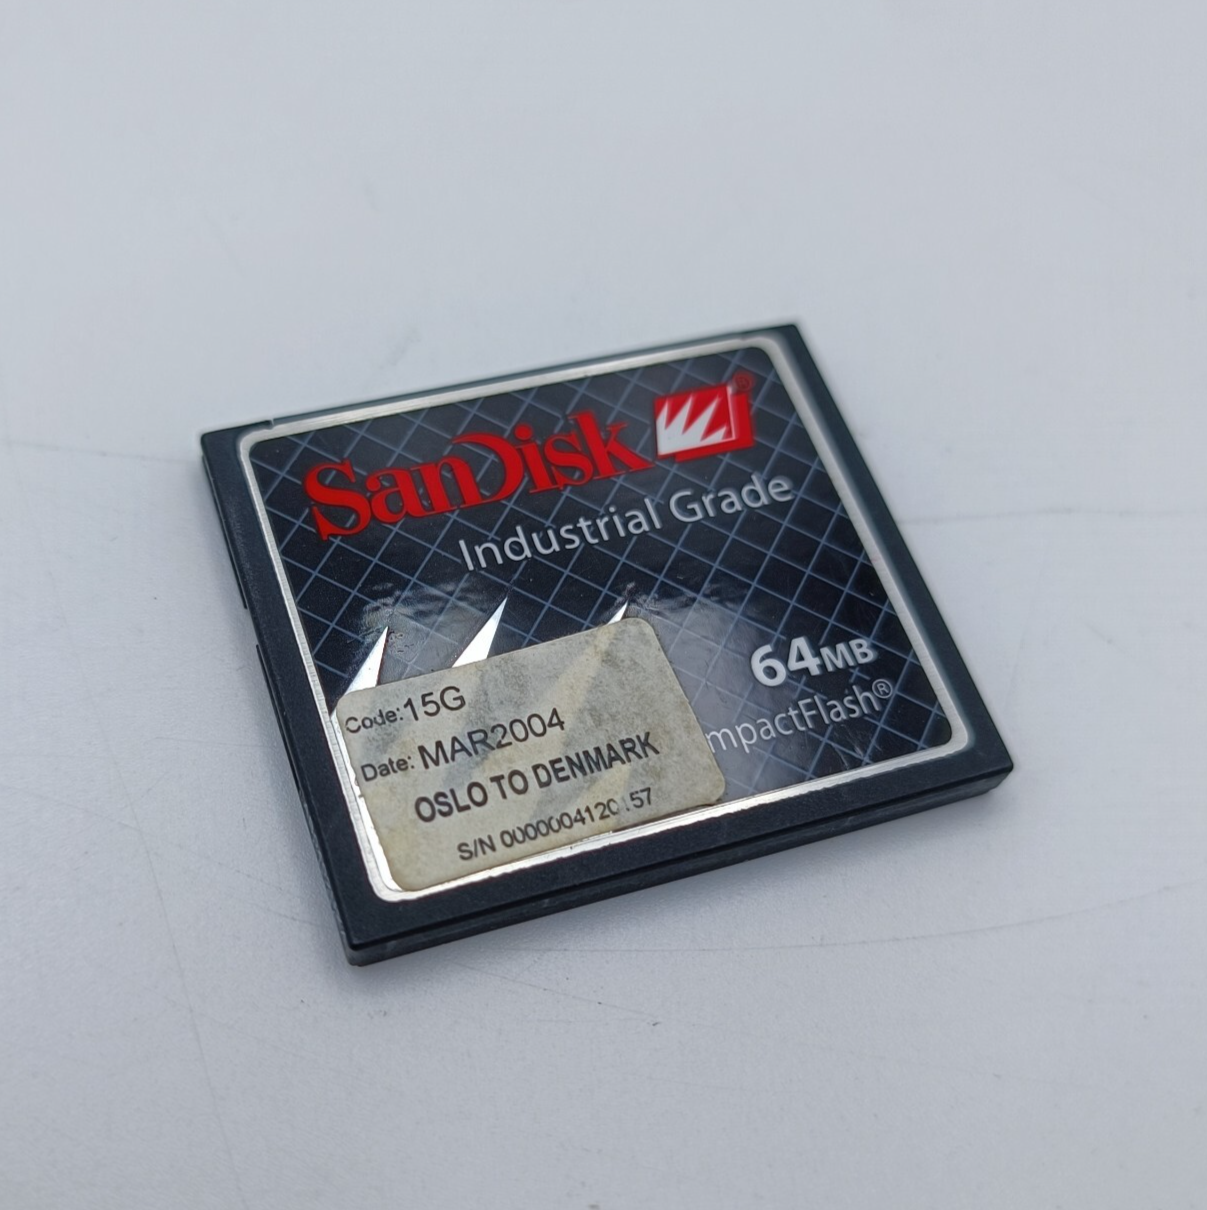 SanDisk®
Industrial Grade
64MB
mpactFlash®
Code:15G
Date: MAR2004
OSLO TO DENMARK
S/N